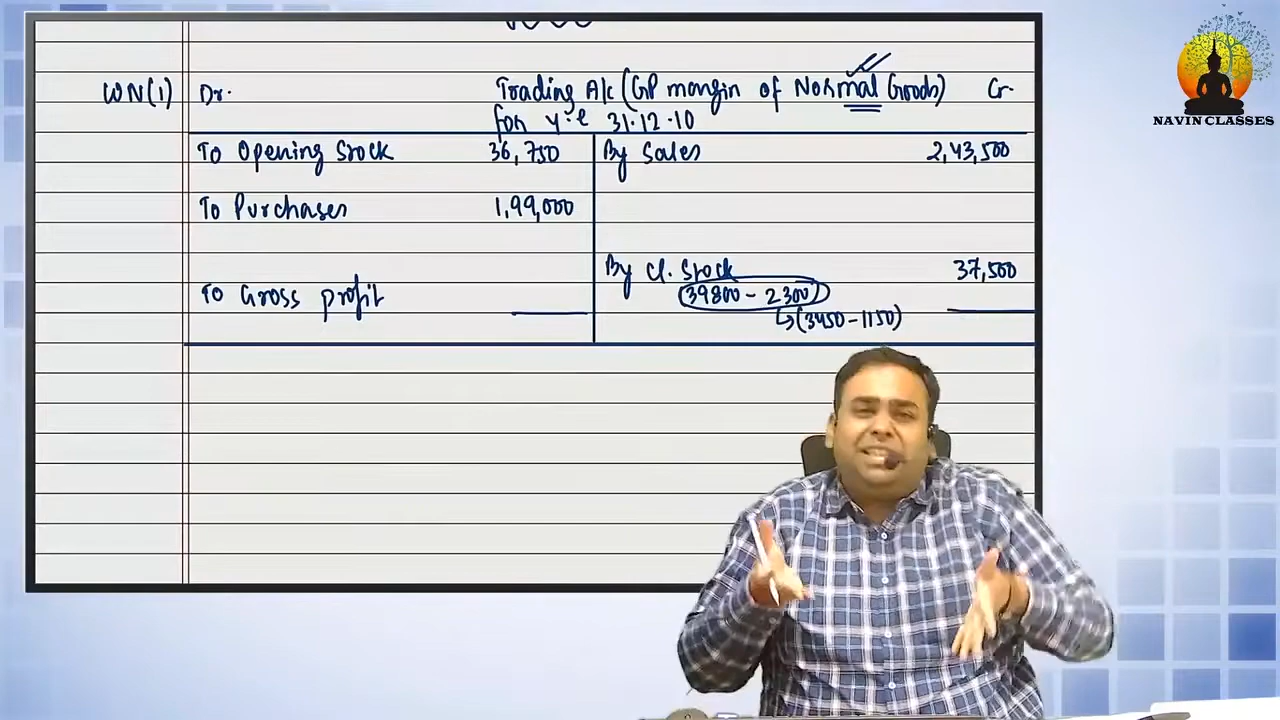 WN(1) Dr. Trading A/c (GP margin of Normal Goods) Cr.
for y.e 31.12.10
To Opening Stock 36,750 By Sales 2,43,500
To Purchases 1,99,000
By Cl. Stock 37,500
(39800 - 2300)
To Gross profit
↳(3450-1150)
NAVIN CLASSES